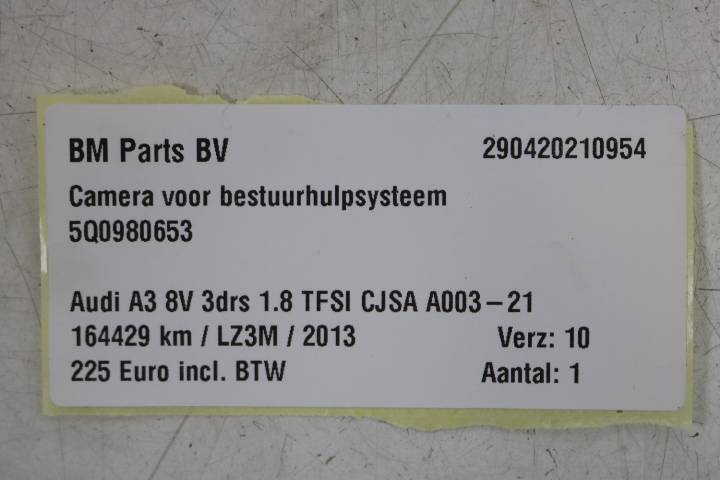 BM Parts BV 290420210954
Camera voor bestuurhulpsysteem
5Q0980653
Audi A3 8V 3drs 1.8 TFSI CJSA A003-21
164429 km / LZ3M / 2013 Verz: 10
225 Euro incl. BTW Aantal: 1